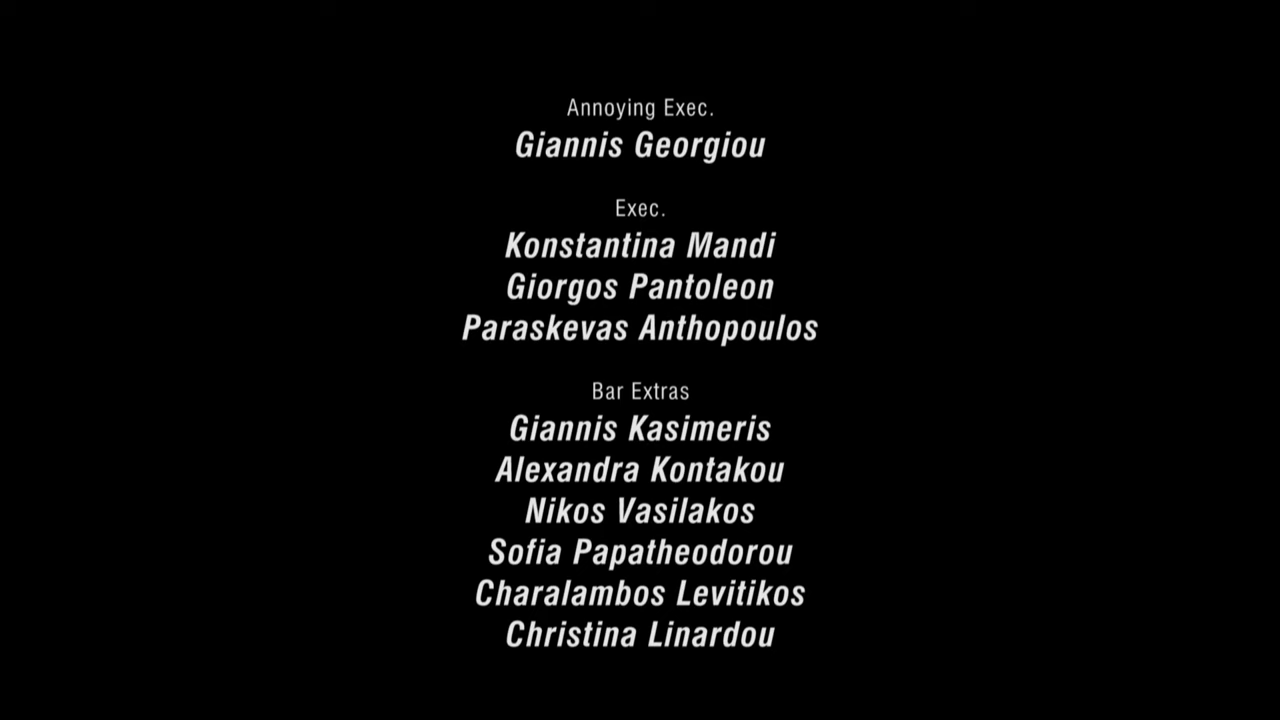 Annoying Exec.
Giannis Georgiou
Exec.
Konstantina Mandi
Giorgos Pantoleon
Paraskevas Anthopoulos
Bar Extras
Giannis Kasimeris
Alexandra Kontakou
Nikos Vasilakos
Sofia Papatheodorou
Charalambos Levitikos
Christina Linardou